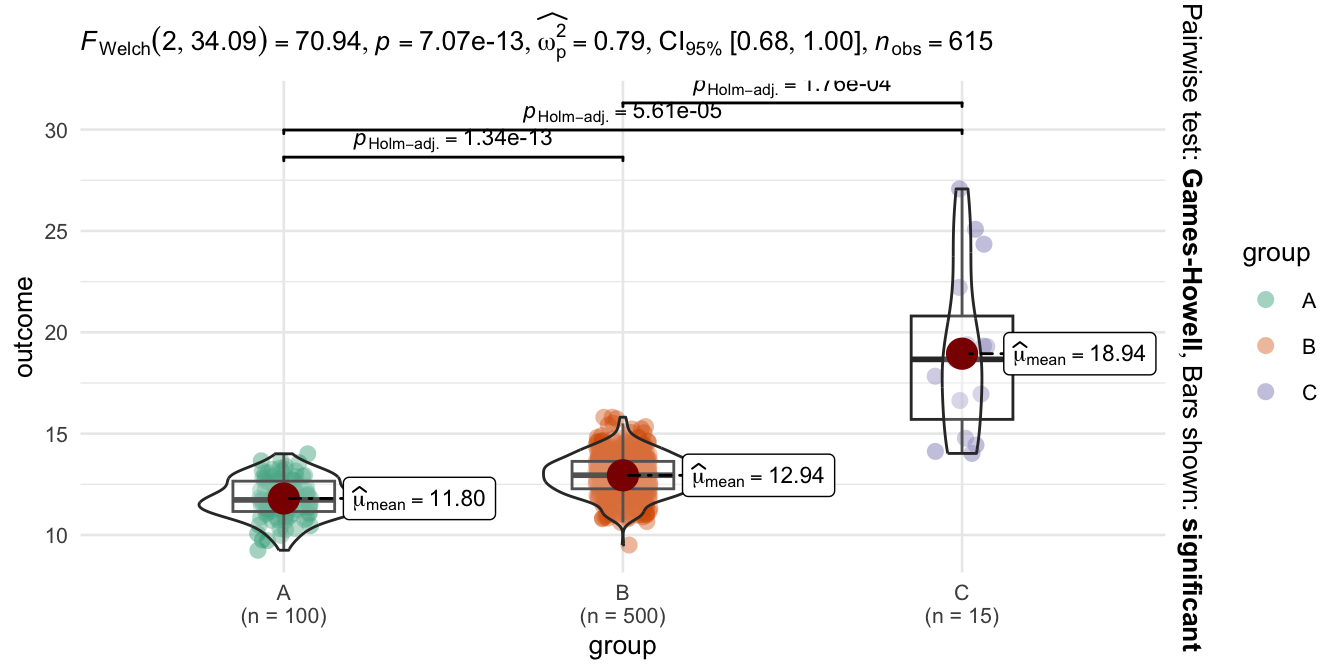 F_Welch(2, 34.09) = 70.94, p = 7.07e-13, ω̂²_p = 0.79, CI_95% [0.68, 1.00], n_obs = 615
p_Holm−adj. = 1.76e-04
p_Holm−adj. = 5.61e-05
p_Holm−adj. = 1.34e-13
30
25
20
15
10
outcome
μ̂_mean = 18.94
μ̂_mean = 12.94
μ̂_mean = 11.80
A
(n = 100)
B
(n = 500)
C
(n = 15)
group
Pairwise test: Games-Howell, Bars shown: significant
group
A
B
C